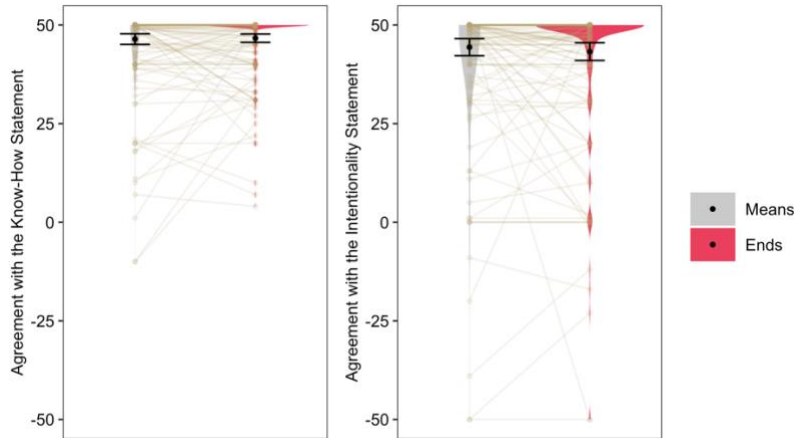 Agreement with the Know-How Statement
50
25
0
-25
-50
Agreement with the Intentionality Statement
50
25
0
-25
-50
Means
Ends